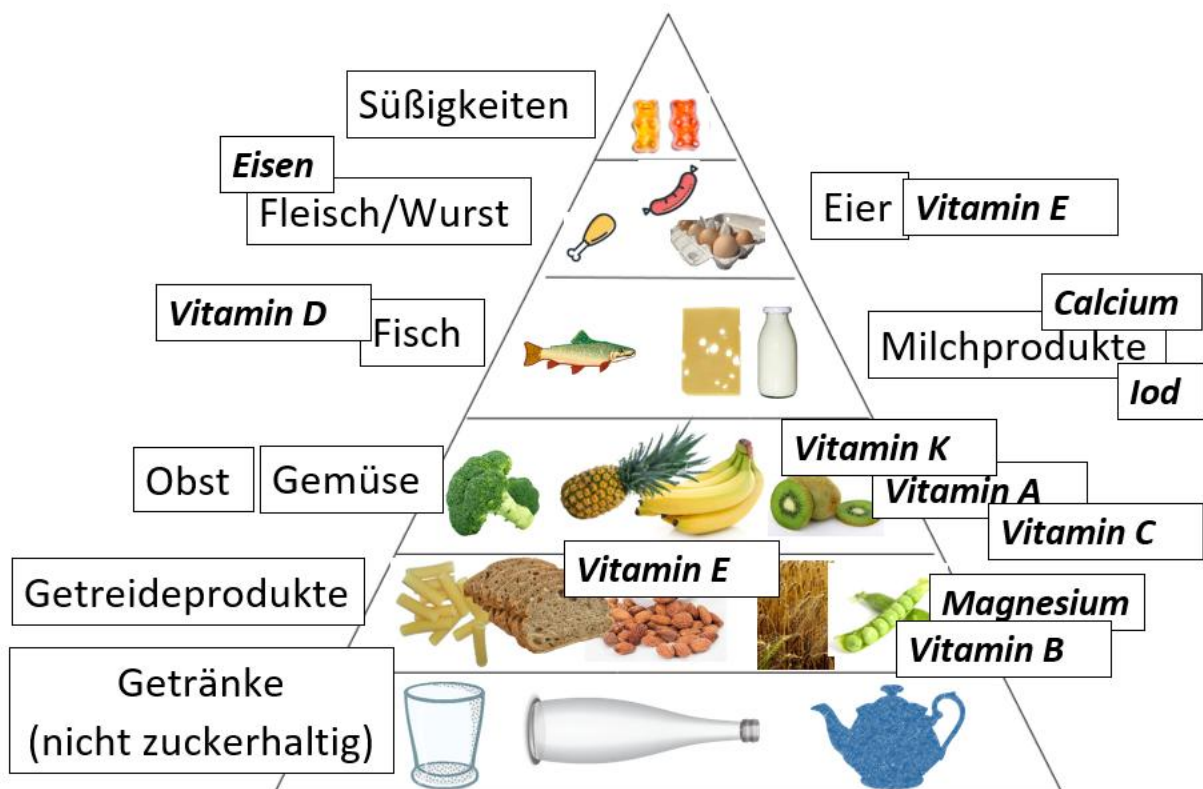 Süßigkeiten
Eisen
Fleisch/Wurst
Eier
Vitamin E
Vitamin D
Fisch
Calcium
Milchprodukte
Iod
Obst
Gemüse
Vitamin K
Vitamin A
Vitamin C
Getreideprodukte
Vitamin E
Magnesium
Vitamin B
Getränke
(nicht zuckerhaltig)